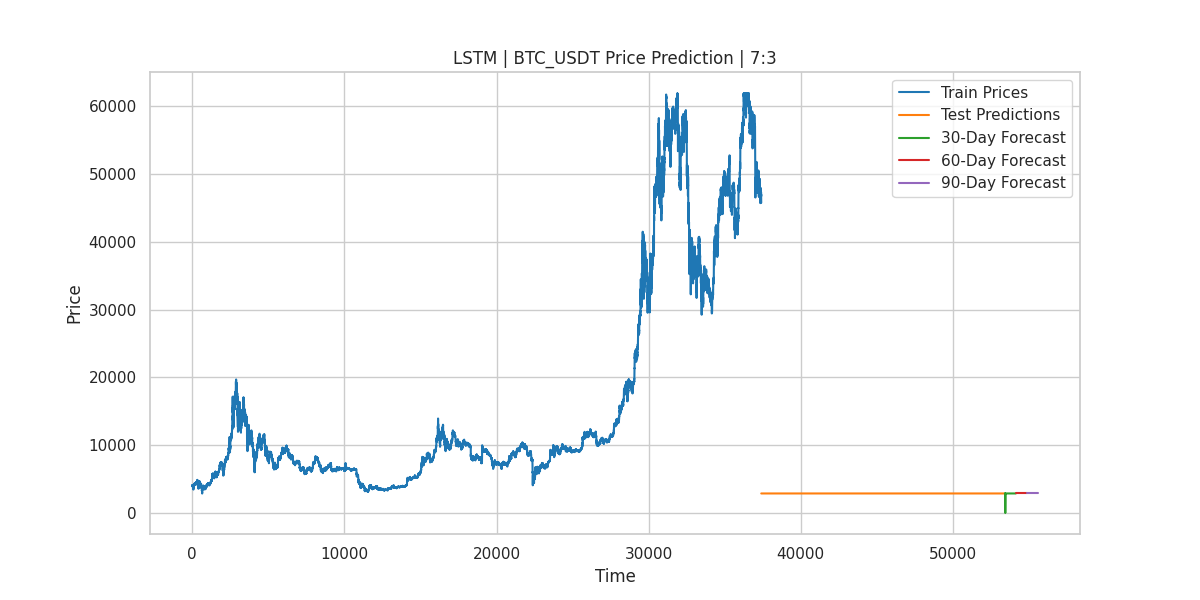 LSTM | BTC_USDT Price Prediction | 7:3
Train Prices
Test Predictions
30-Day Forecast
60-Day Forecast
90-Day Forecast
Price
60000
50000
40000
30000
20000
10000
0
0 10000 20000 30000 40000 50000
Time